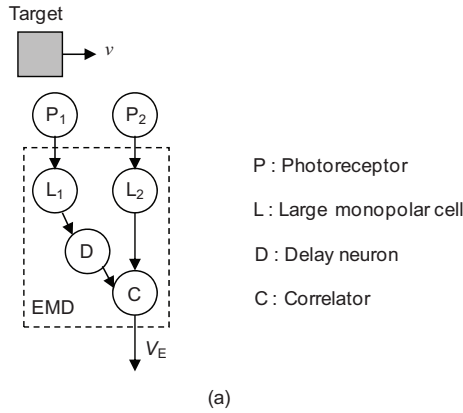 Target
v
P1 P2
P : Photoreceptor
L1 L2
L : Large monopolar cell
D
D : Delay neuron
C
C : Correlator
EMD
VE
(a)